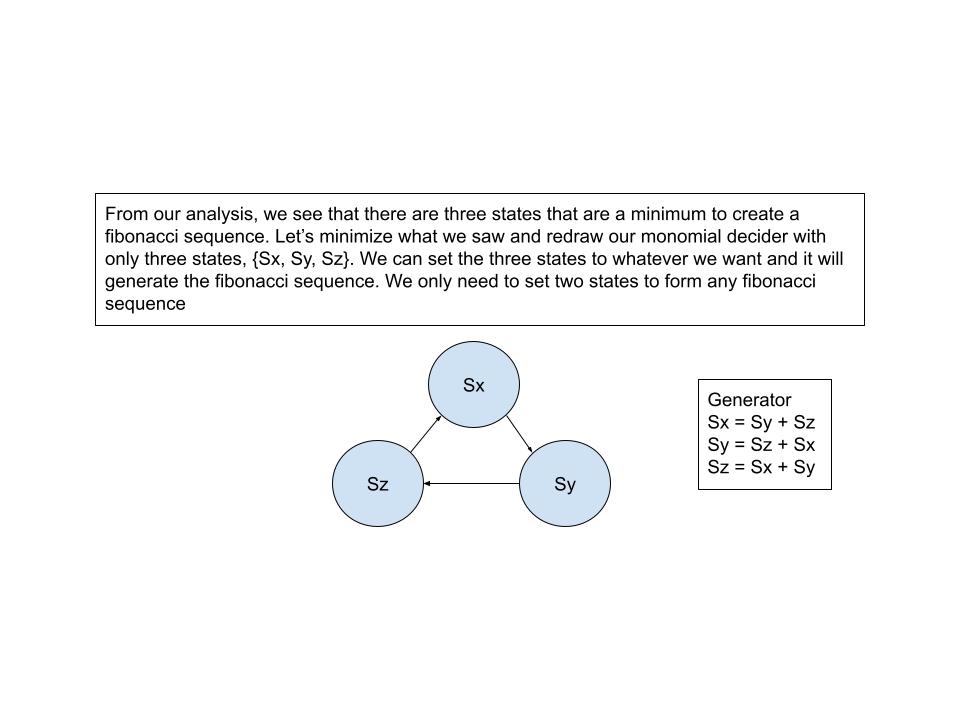 From our analysis, we see that there are three states that are a minimum to create a
fibonacci sequence. Let’s minimize what we saw and redraw our monomial decider with
only three states, {Sx, Sy, Sz}. We can set the three states to whatever we want and it will
generate the fibonacci sequence. We only need to set two states to form any fibonacci
sequence
Sx
Sz
Sy
Generator
Sx = Sy + Sz
Sy = Sz + Sx
Sz = Sx + Sy